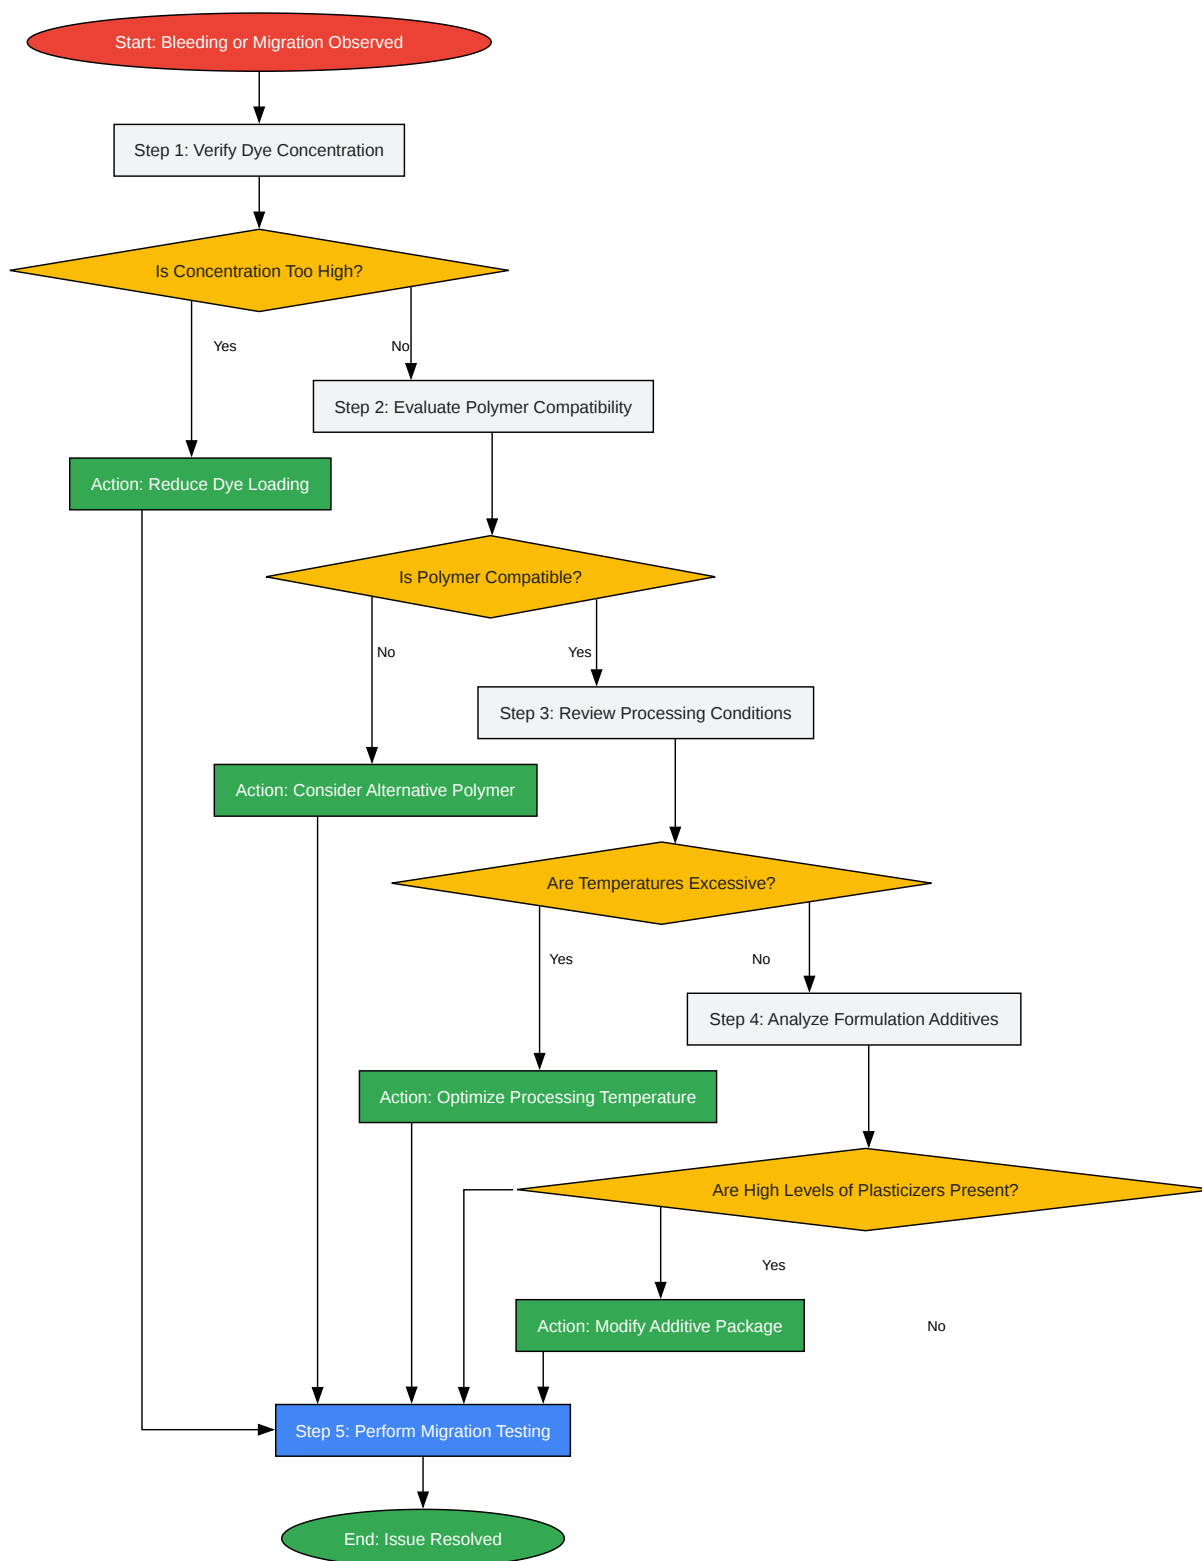 Start: Bleeding or Migration Observed
Step 1: Verify Dye Concentration
Is Concentration Too High?
Yes
No
Step 2: Evaluate Polymer Compatibility
Action: Reduce Dye Loading
Is Polymer Compatible?
No
Yes
Step 3: Review Processing Conditions
Action: Consider Alternative Polymer
Are Temperatures Excessive?
Yes
No
Step 4: Analyze Formulation Additives
Action: Optimize Processing Temperature
Are High Levels of Plasticizers Present?
Yes
Action: Modify Additive Package
No
Step 5: Perform Migration Testing
End: Issue Resolved